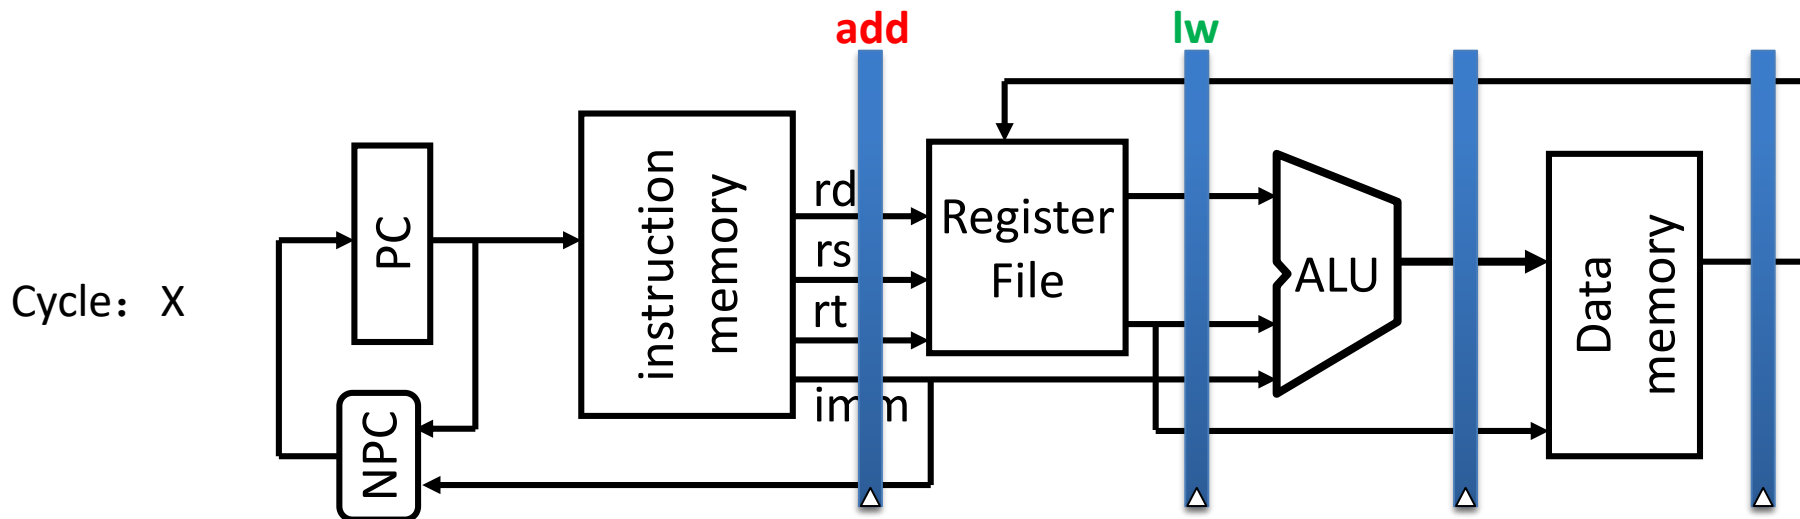 add
lw
Cycle：X
PC
NPC
instruction
memory
rd
rs
rt
imm
Register
File
ALU
Data
memory